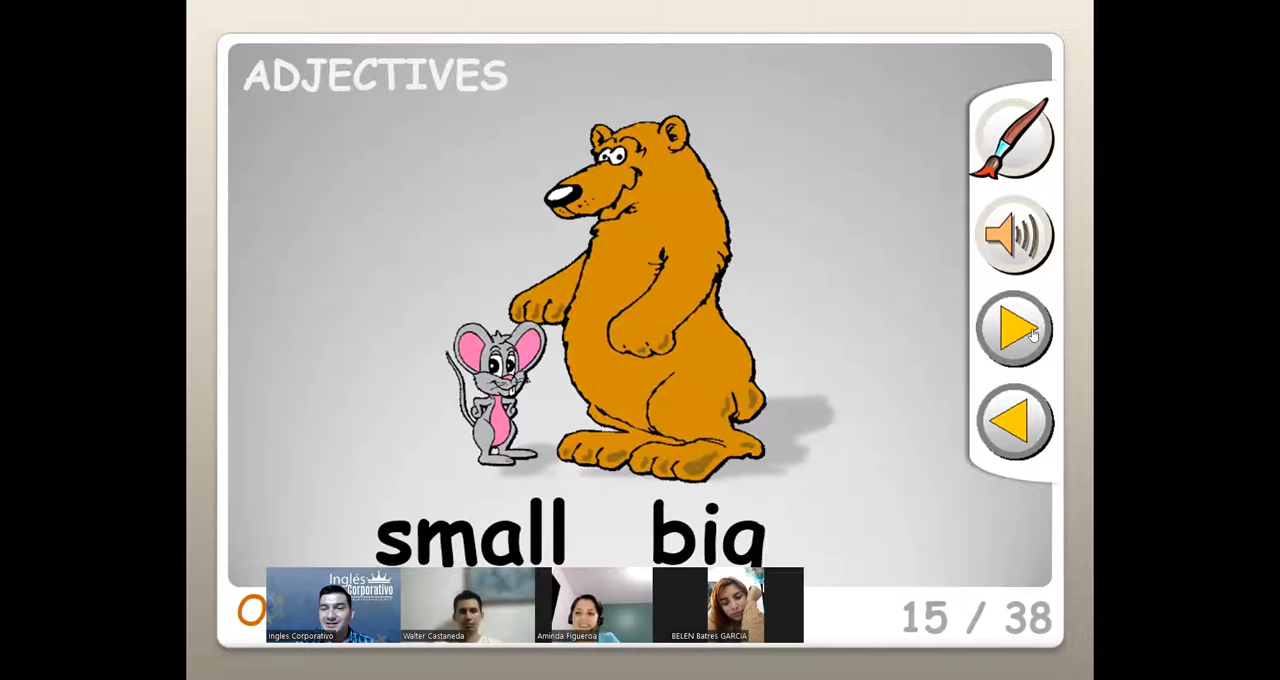 ADJECTIVES
small big
O
Inglés
Corporativo
Ingles Corporativo
Walter Castaneda
Aminda Figueroa
BELEN Batres GARCIA
15 / 38